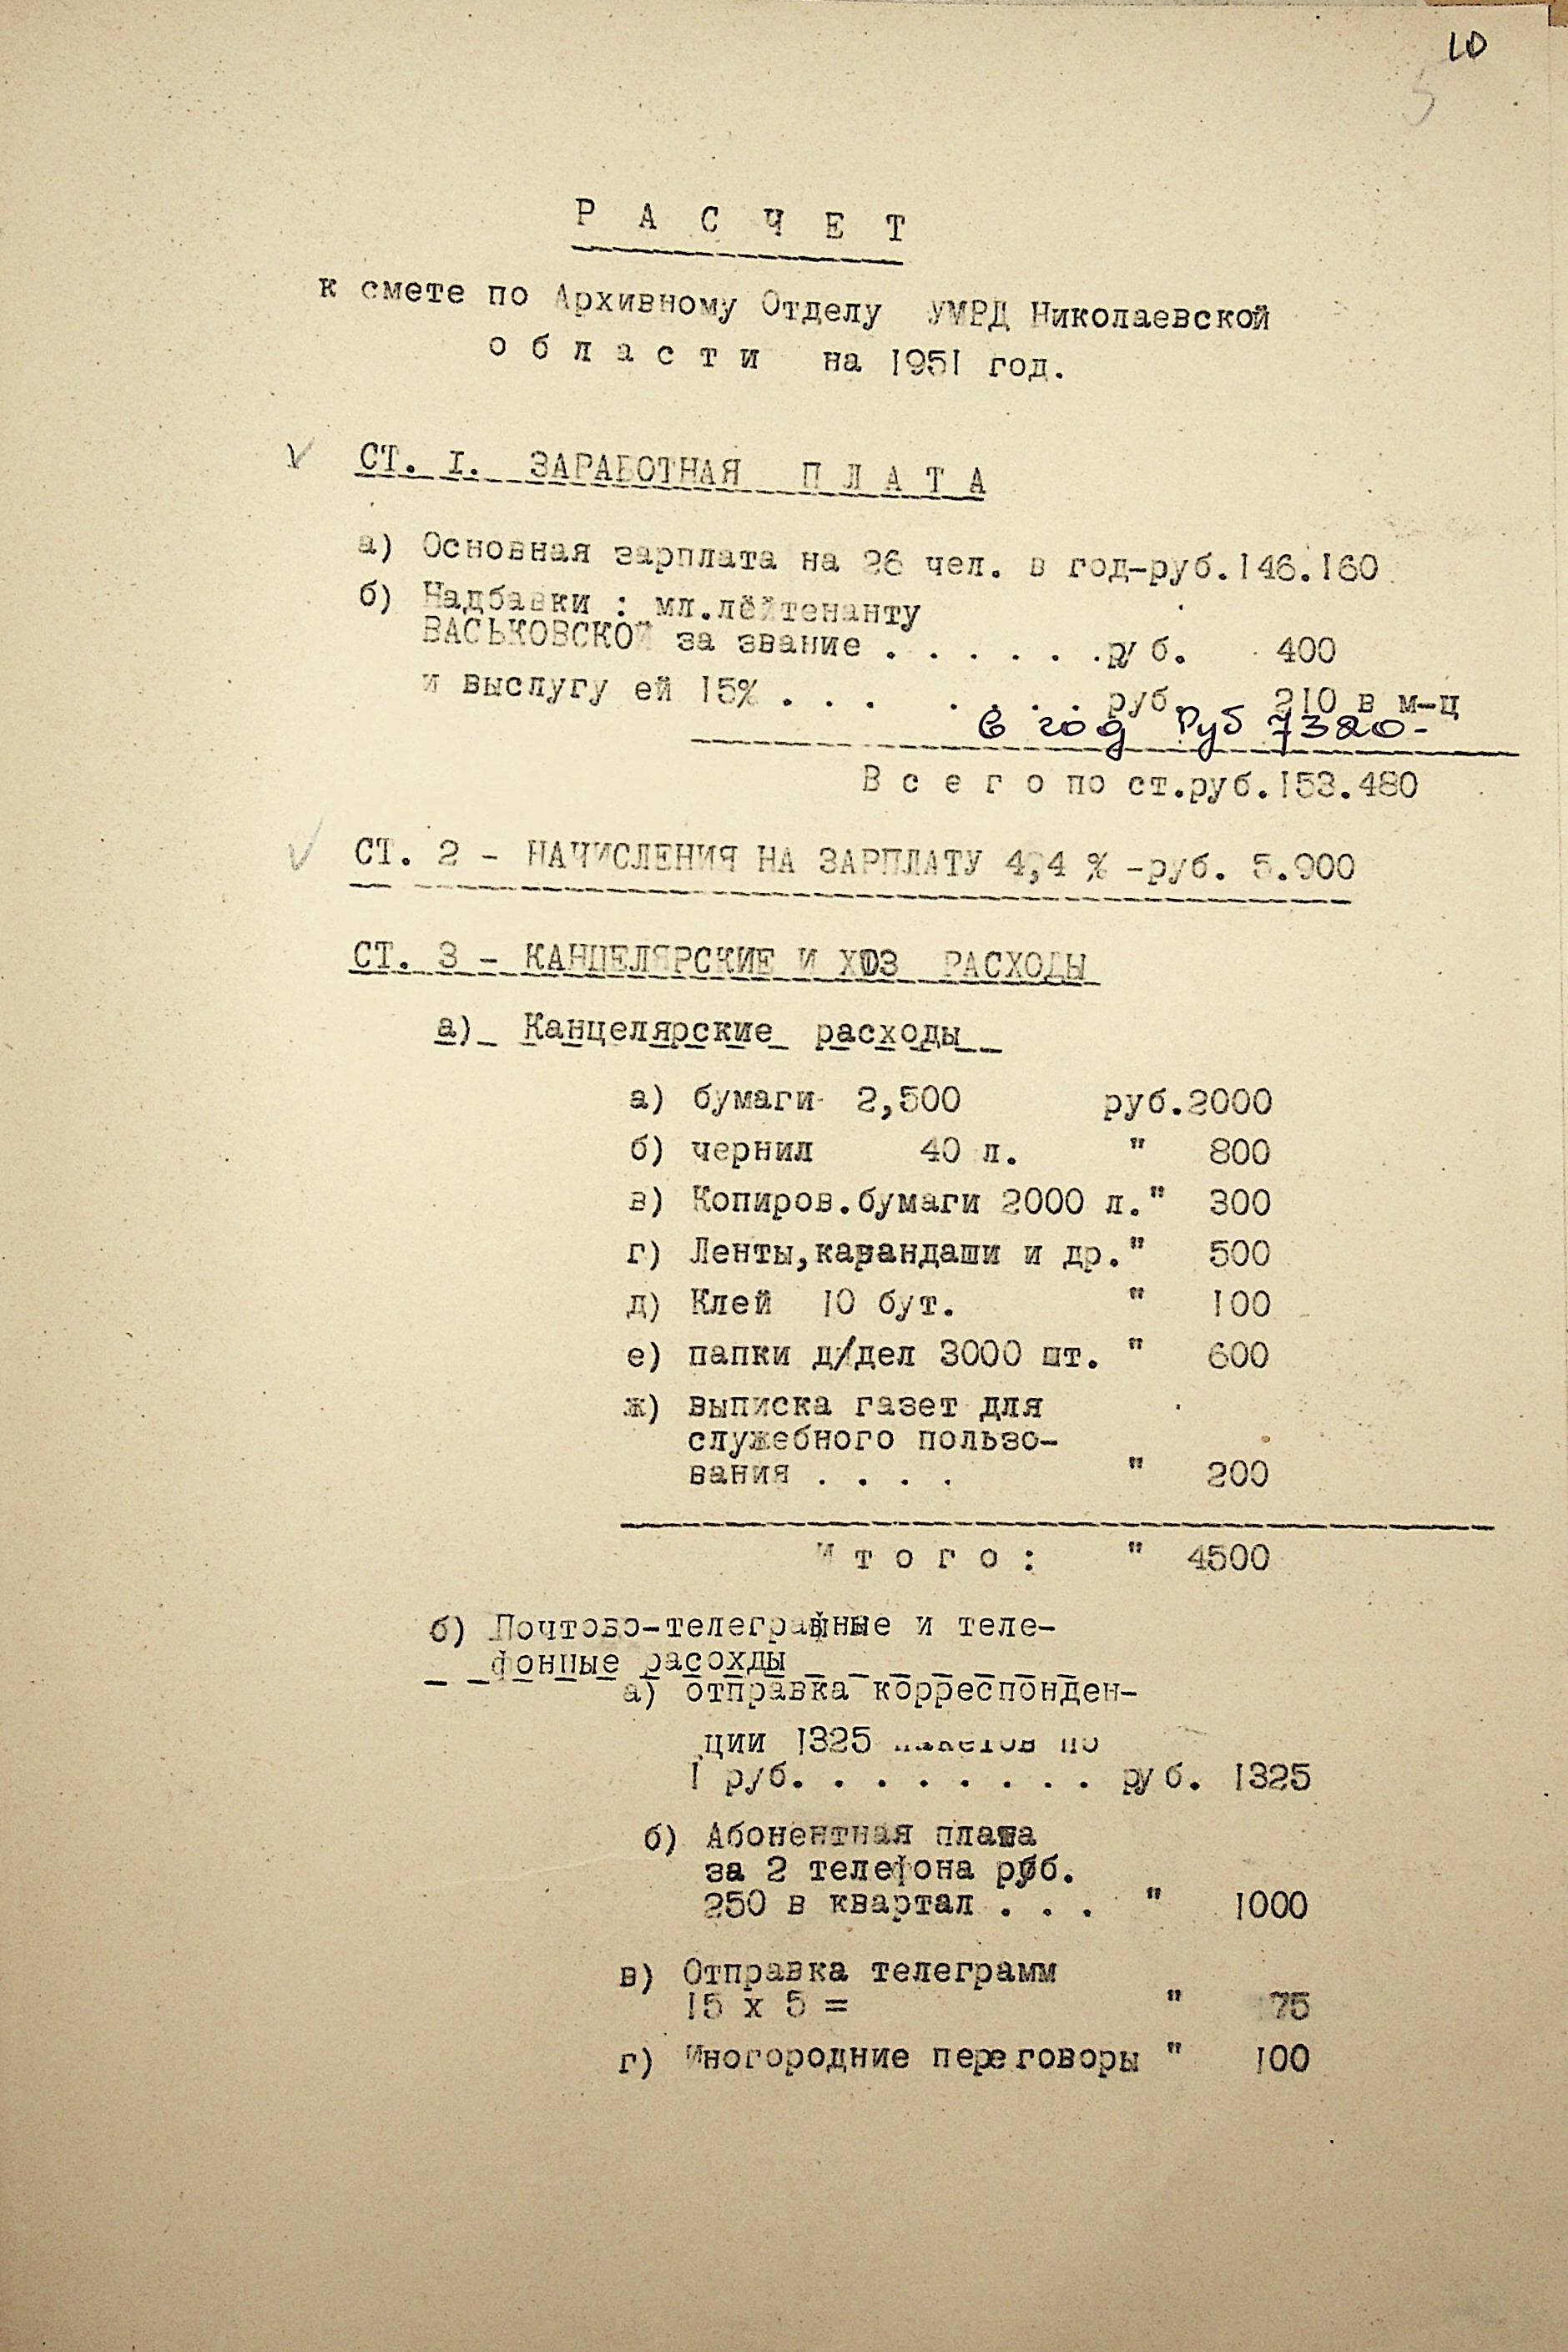 10
5
Р А С Ч Е Т
к смете по Архивному Отделу УМРД Николаевской
о б л а с т и на 1951 год.
СТ. I. ЗАРАБОТНАЯ П Л А Т А
а) Основная зарплата на 26 чел. в год-руб.146.160
б) Надбавки : мл.лейтенанту
ВАСЬКОВСКОЙ за звание . . . . . .руб. 400
и выслугу ей 15% . . . . . . . руб. 210 в м-ц
в год Руб 7320-
В с е г о по ст.руб.153.480
СТ. 2 - НАЧИСЛЕНИЯ НА ЗАРПЛАТУ 4,4 % -руб. 5.900
СТ. 3 - КАНЦЕЛЯРСКИЕ И ХОЗ РАСХОДЫ
а) Канцелярские расходы
а) бумаги 2,500 руб.2000
б) чернил 40 л. " 800
в) Копиров.бумаги 2000 л." 300
г) Ленты,карандаши и др." 500
д) Клей 10 бут. " 100
е) папки д/дел 3000 шт. " 600
ж) выписка газет для
служебного пользо-
вания . . . . " 200
И т о г о : " 4500
б) Почтово-телеграфные и теле-
фонные расохды
а) отправка корреспонден-
ции 1325 пакетов по
1 руб. . . . . . . . руб. 1325
б) Абонентная плата
за 2 телефона руб.
250 в квартал . . . " 1000
в) Отправка телеграмм
15 х 5 = " 75
г) Иногородние переговоры " 100